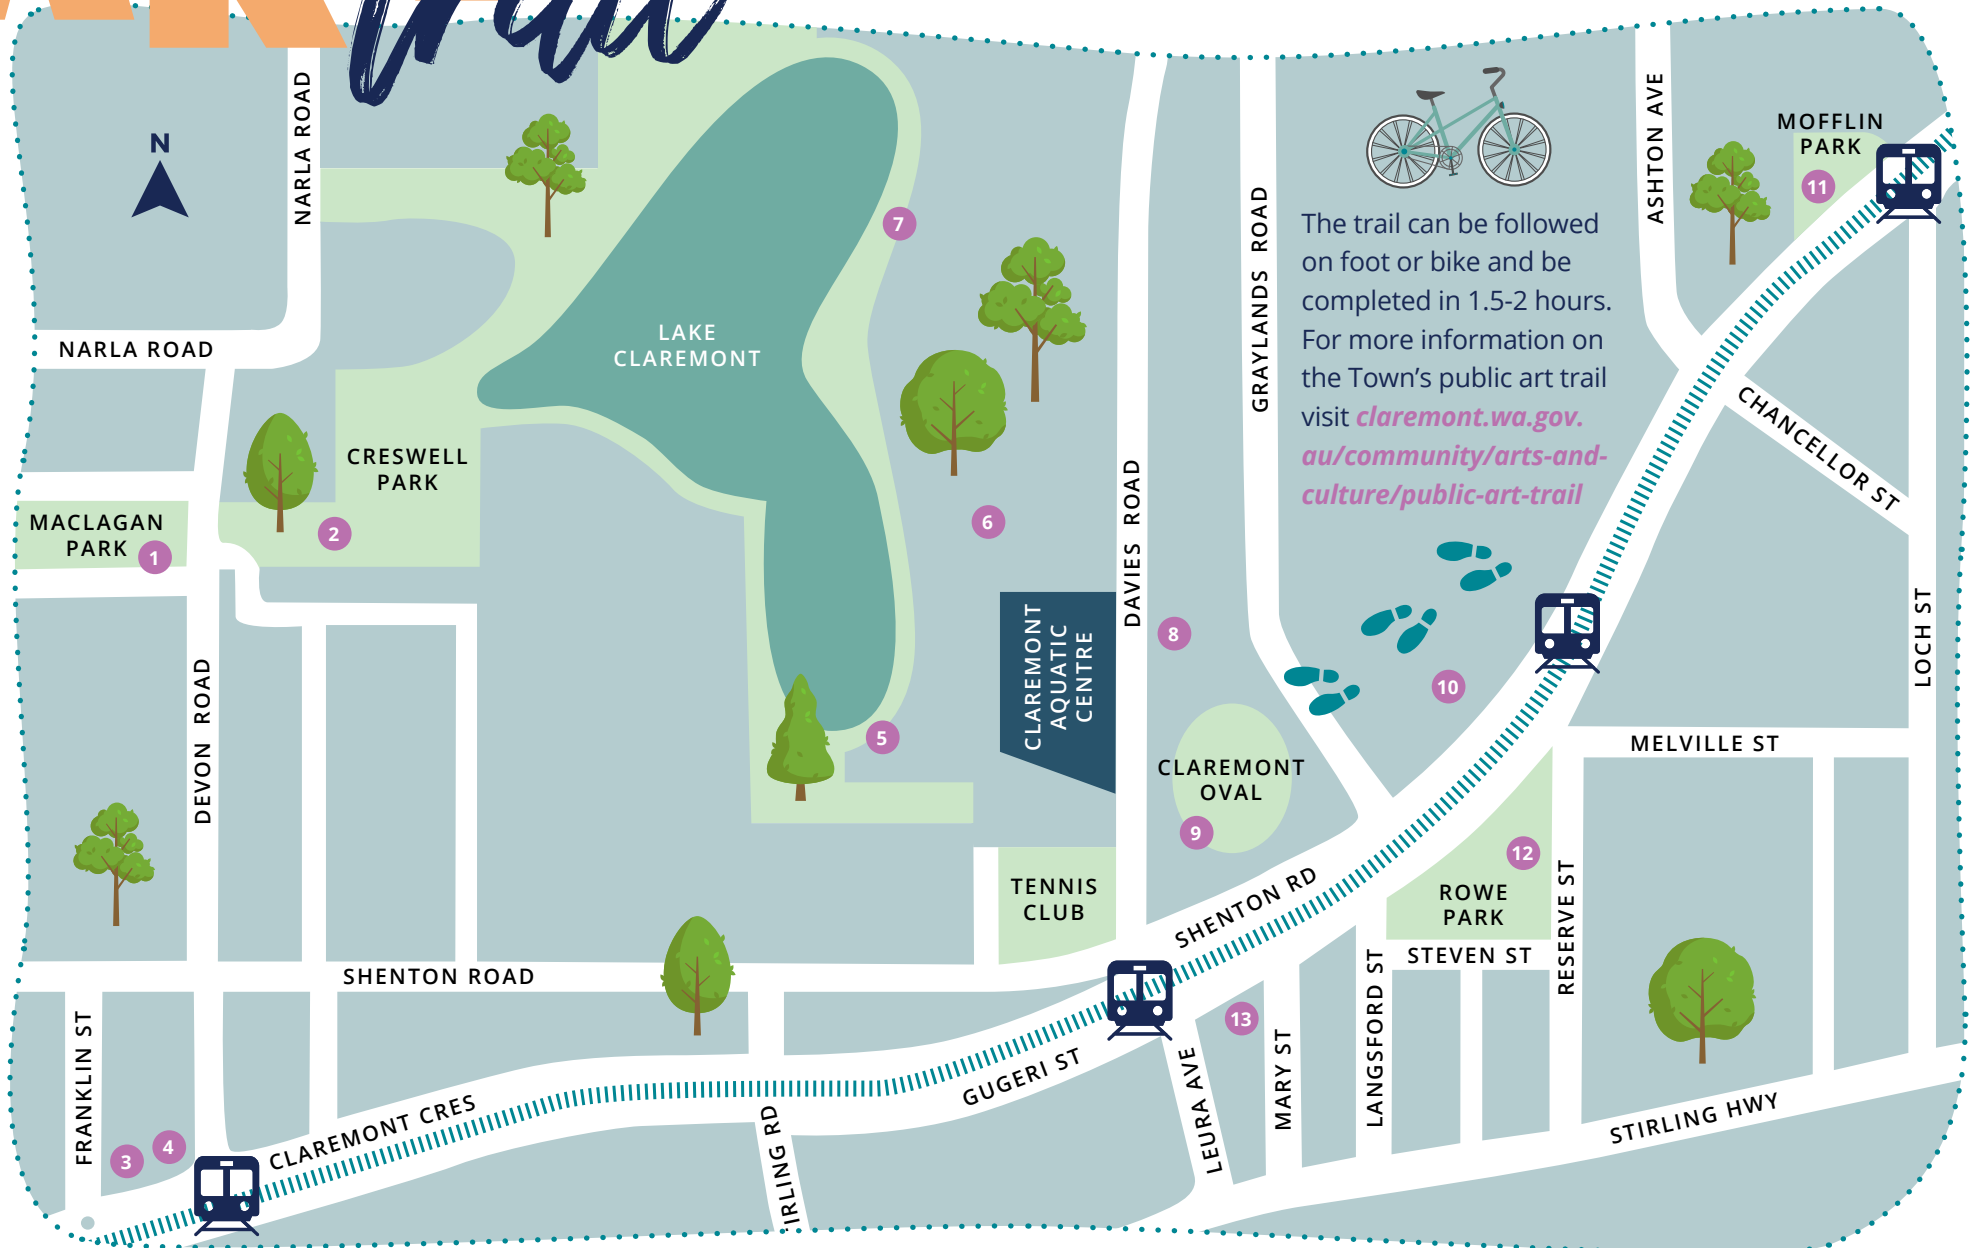 trail
N
NARLA ROAD
NARLA ROAD
LAKE
CLAREMONT
CRESWELL
PARK
MACLAGAN
PARK
1
2
7
6
5
DEVON ROAD
DAVIES ROAD
GRAYLANDS ROAD
ASHTON AVE
MOFFLIN
PARK
11
The trail can be followed
on foot or bike and be
completed in 1.5-2 hours.
For more information on
the Town's public art trail
visit claremont.wa.gov.
au/community/arts-and-
culture/public-art-trail
CHANCELLOR ST
LOCH ST
CLAREMONT
AQUATIC
CENTRE
8
10
CLAREMONT
OVAL
9
MELVILLE ST
TENNIS
CLUB
SHENTON RD
12
ROWE
PARK
STEVEN ST
RESERVE ST
SHENTON ROAD
FRANKLIN ST
3
4
CLAREMONT CRES
GUGERI ST
13
LEURA AVE
MARY ST
LANGSFORD ST
STIRLING HWY
IRLING RD